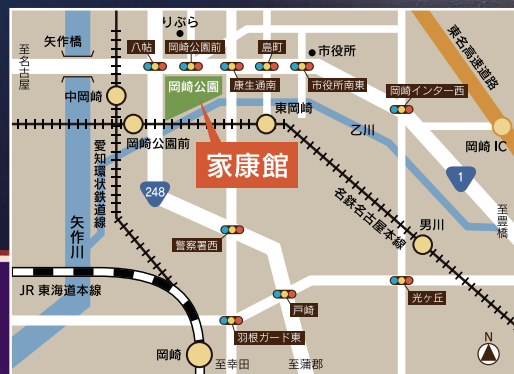 りぶら
矢作橋
至名古屋
八帖
岡崎公園前
島町
市役所
東名高速道路
岡崎公園
康生通南
市役所南東
岡崎インター西
中岡崎
東岡崎
岡崎公園前
乙川
岡崎IC
愛知環状鉄道線
家康館
1
248
矢作川
名鉄名古屋本線
至豊橋
男川
警察署西
JR東海道本線
光ヶ丘
戸崎
羽根ガード東
岡崎
至幸田
至蒲郡
N